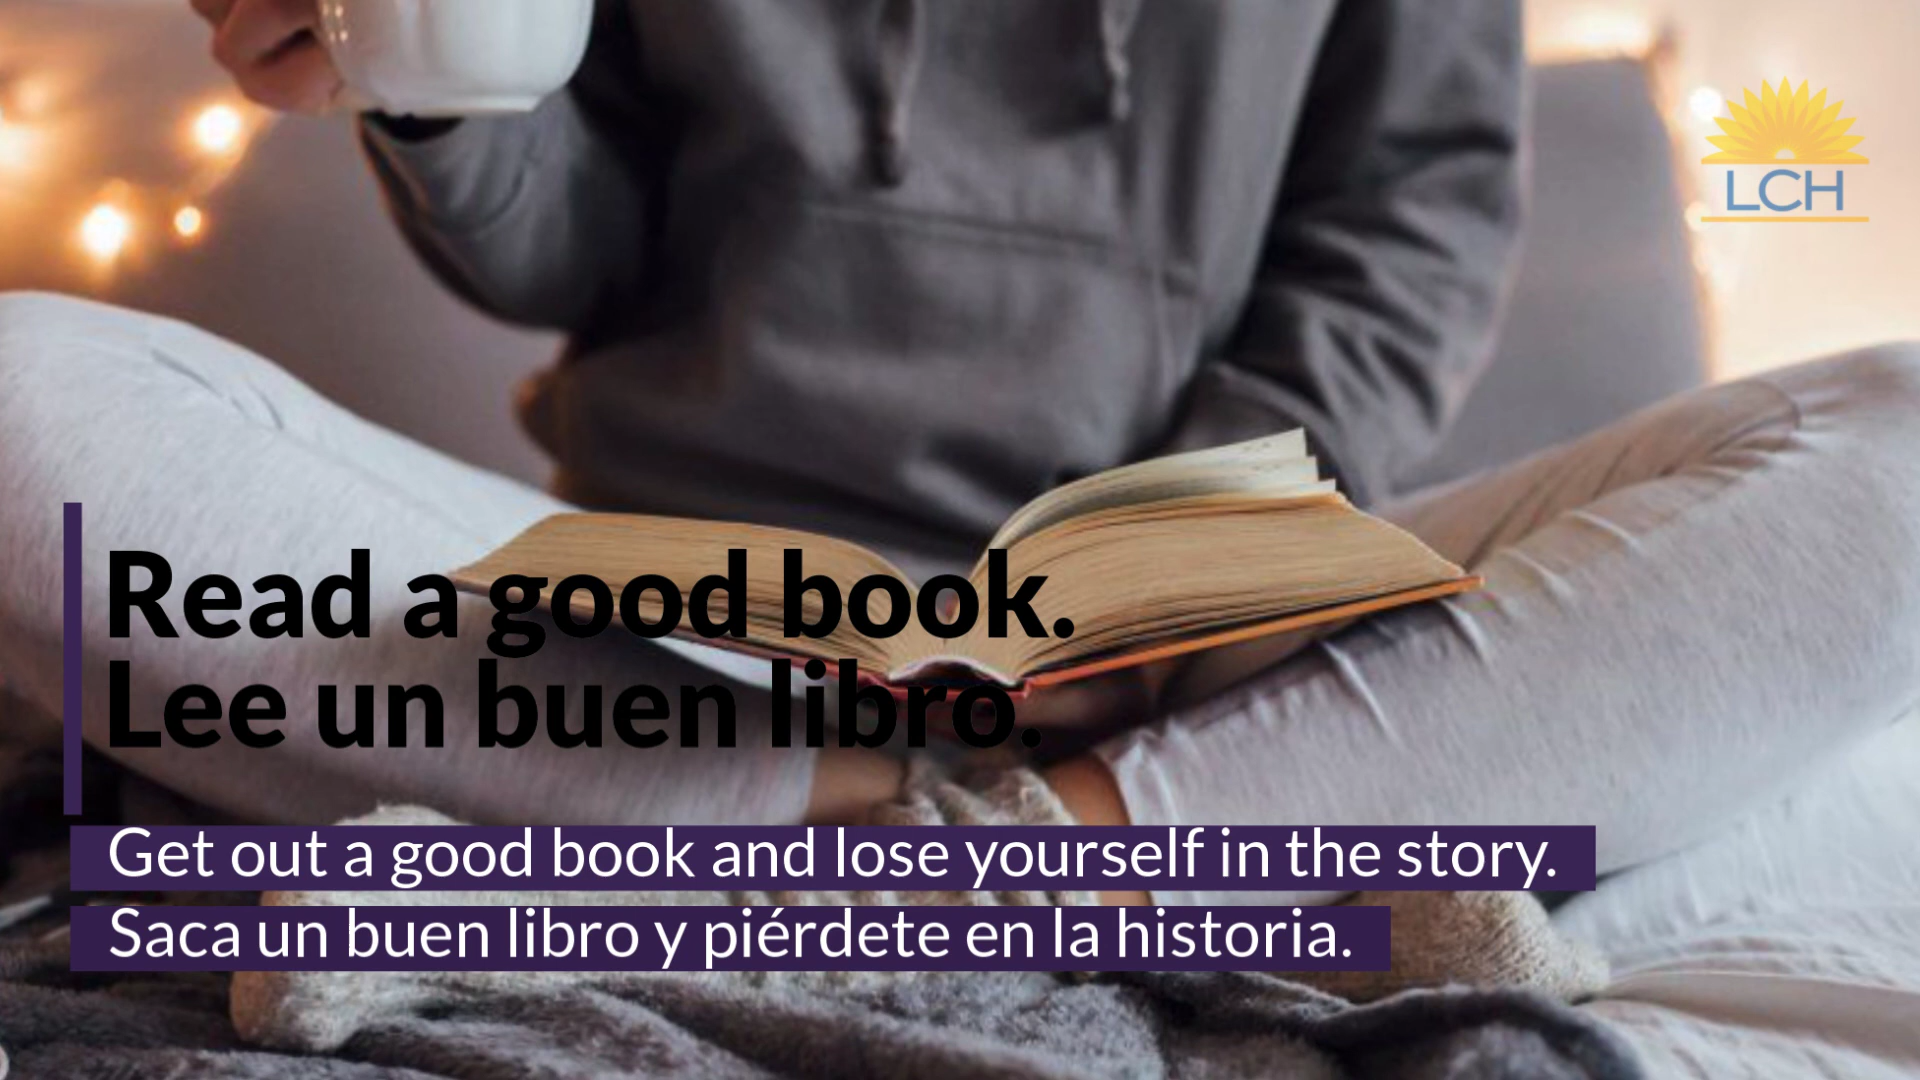 LCH
Read a good book.
Lee un buen libro.
Get out a good book and lose yourself in the story.
Saca un buen libro y piérdete en la historia.